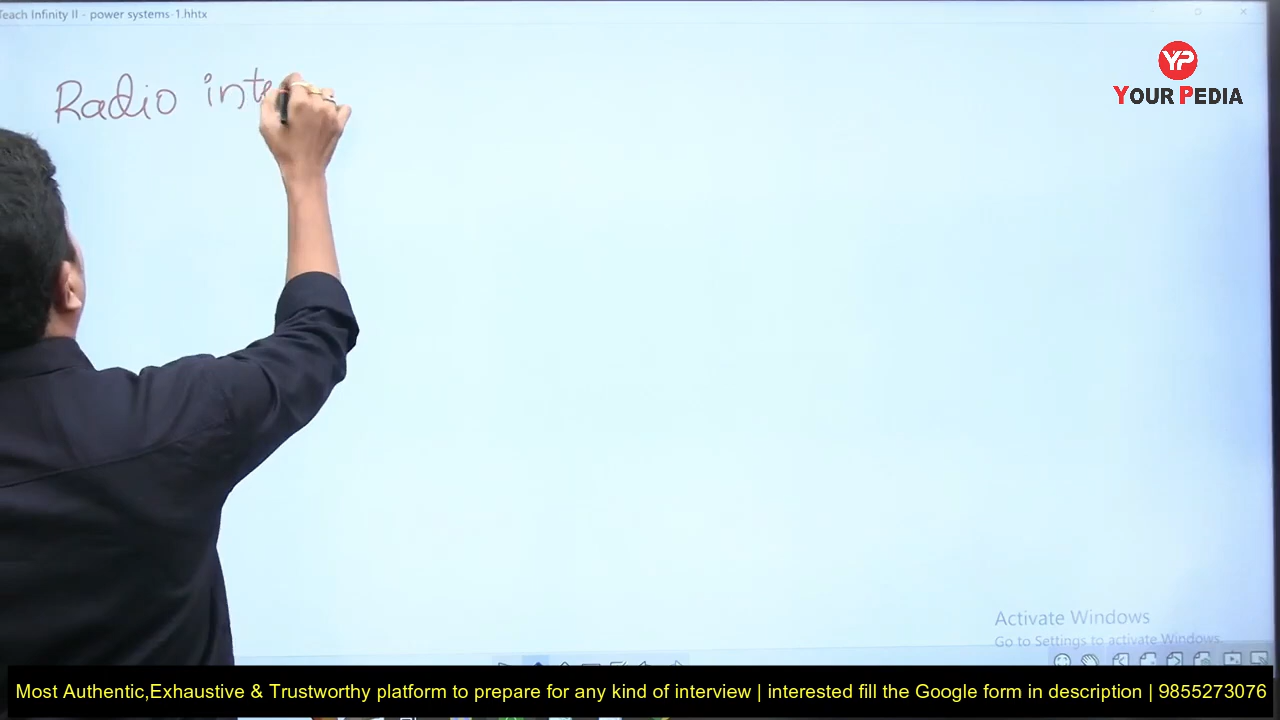 Teach Infinity II - power systems-1.hhtx
Radio inte
YP
YOUR PEDIA
Activate Windows
Go to Settings to activate Windows.
Most Authentic,Exhaustive & Trustworthy platform to prepare for any kind of interview | interested fill the Google form in description | 9855273076